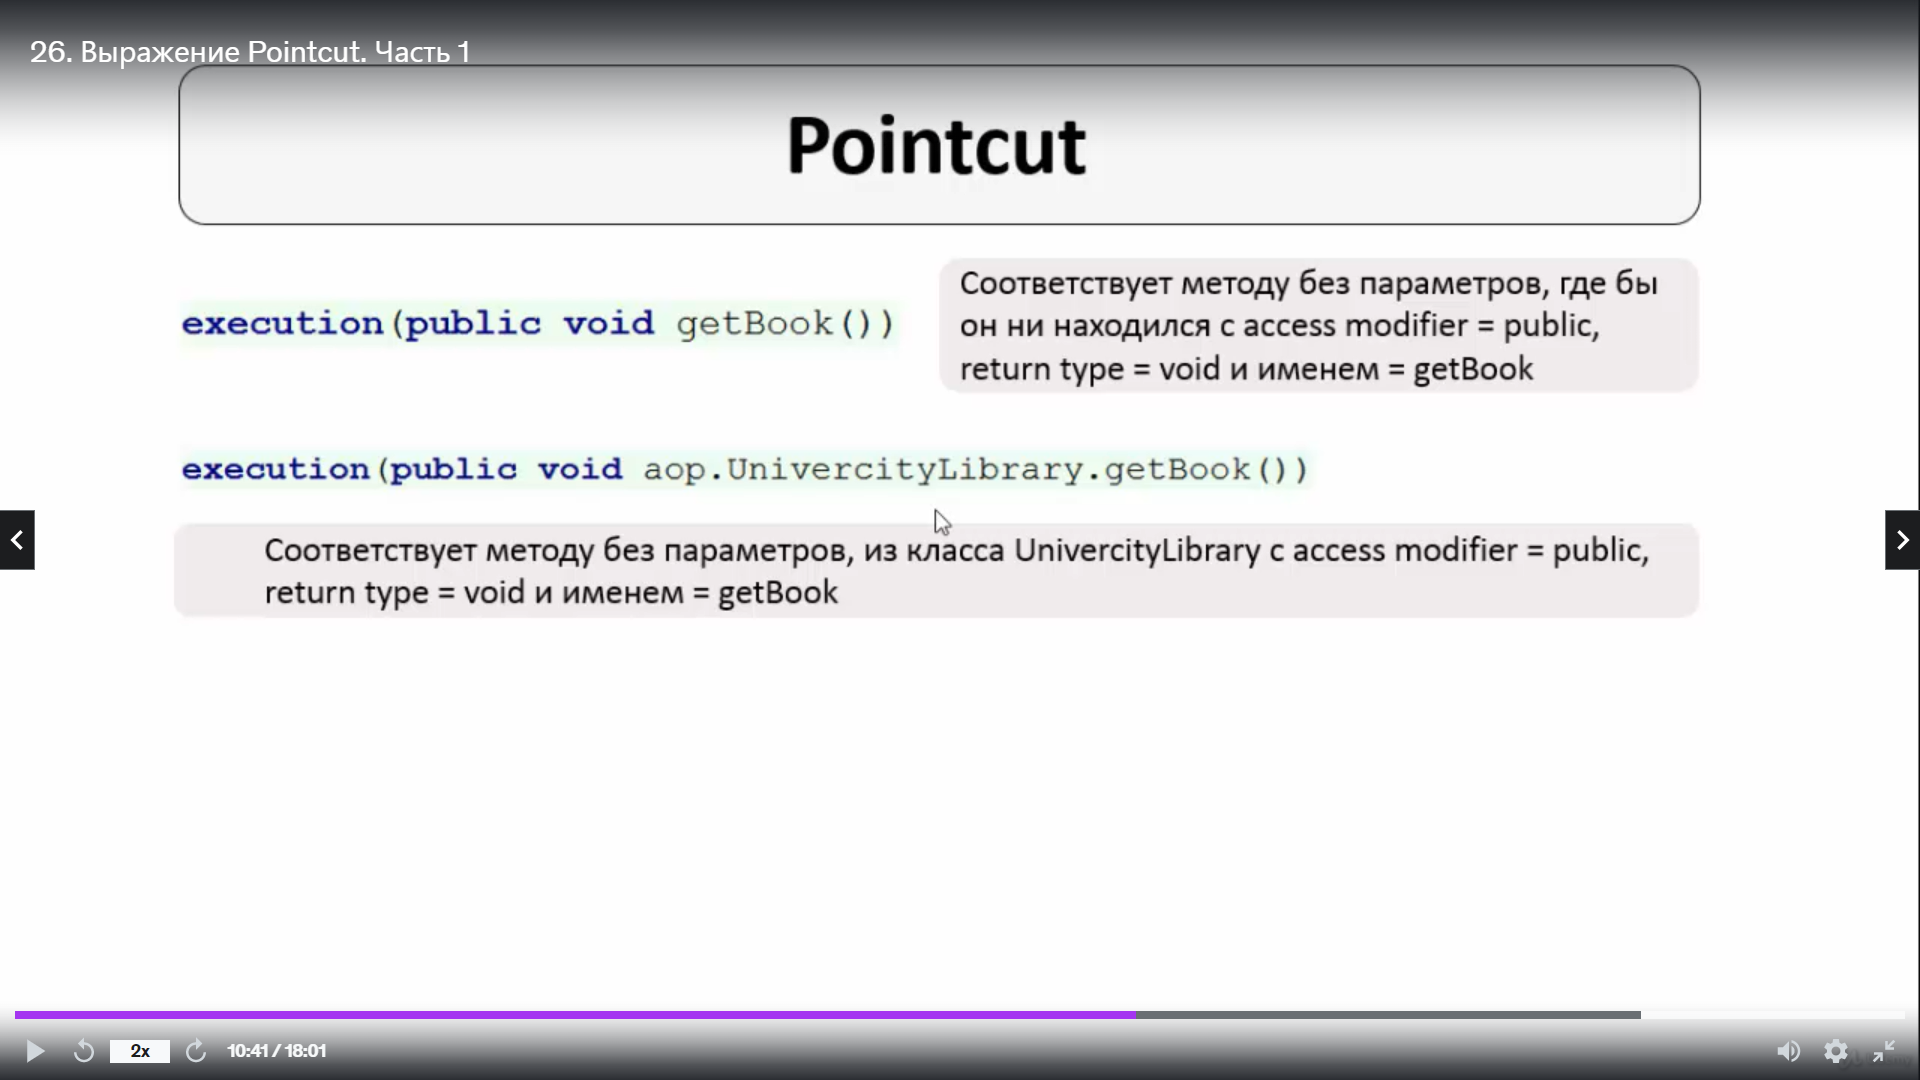 26. Выражение Pointcut. Часть 1
Pointcut
execution(public void getBook())
Соответствует методу без параметров, где бы
он ни находился с access modifier = public,
return type = void и именем = getBook
execution(public void aop.UnivercityLibrary.getBook())
Соответствует методу без параметров, из класса UnivercityLibrary с access modifier = public,
return type = void и именем = getBook
2x
10:41 / 18:01